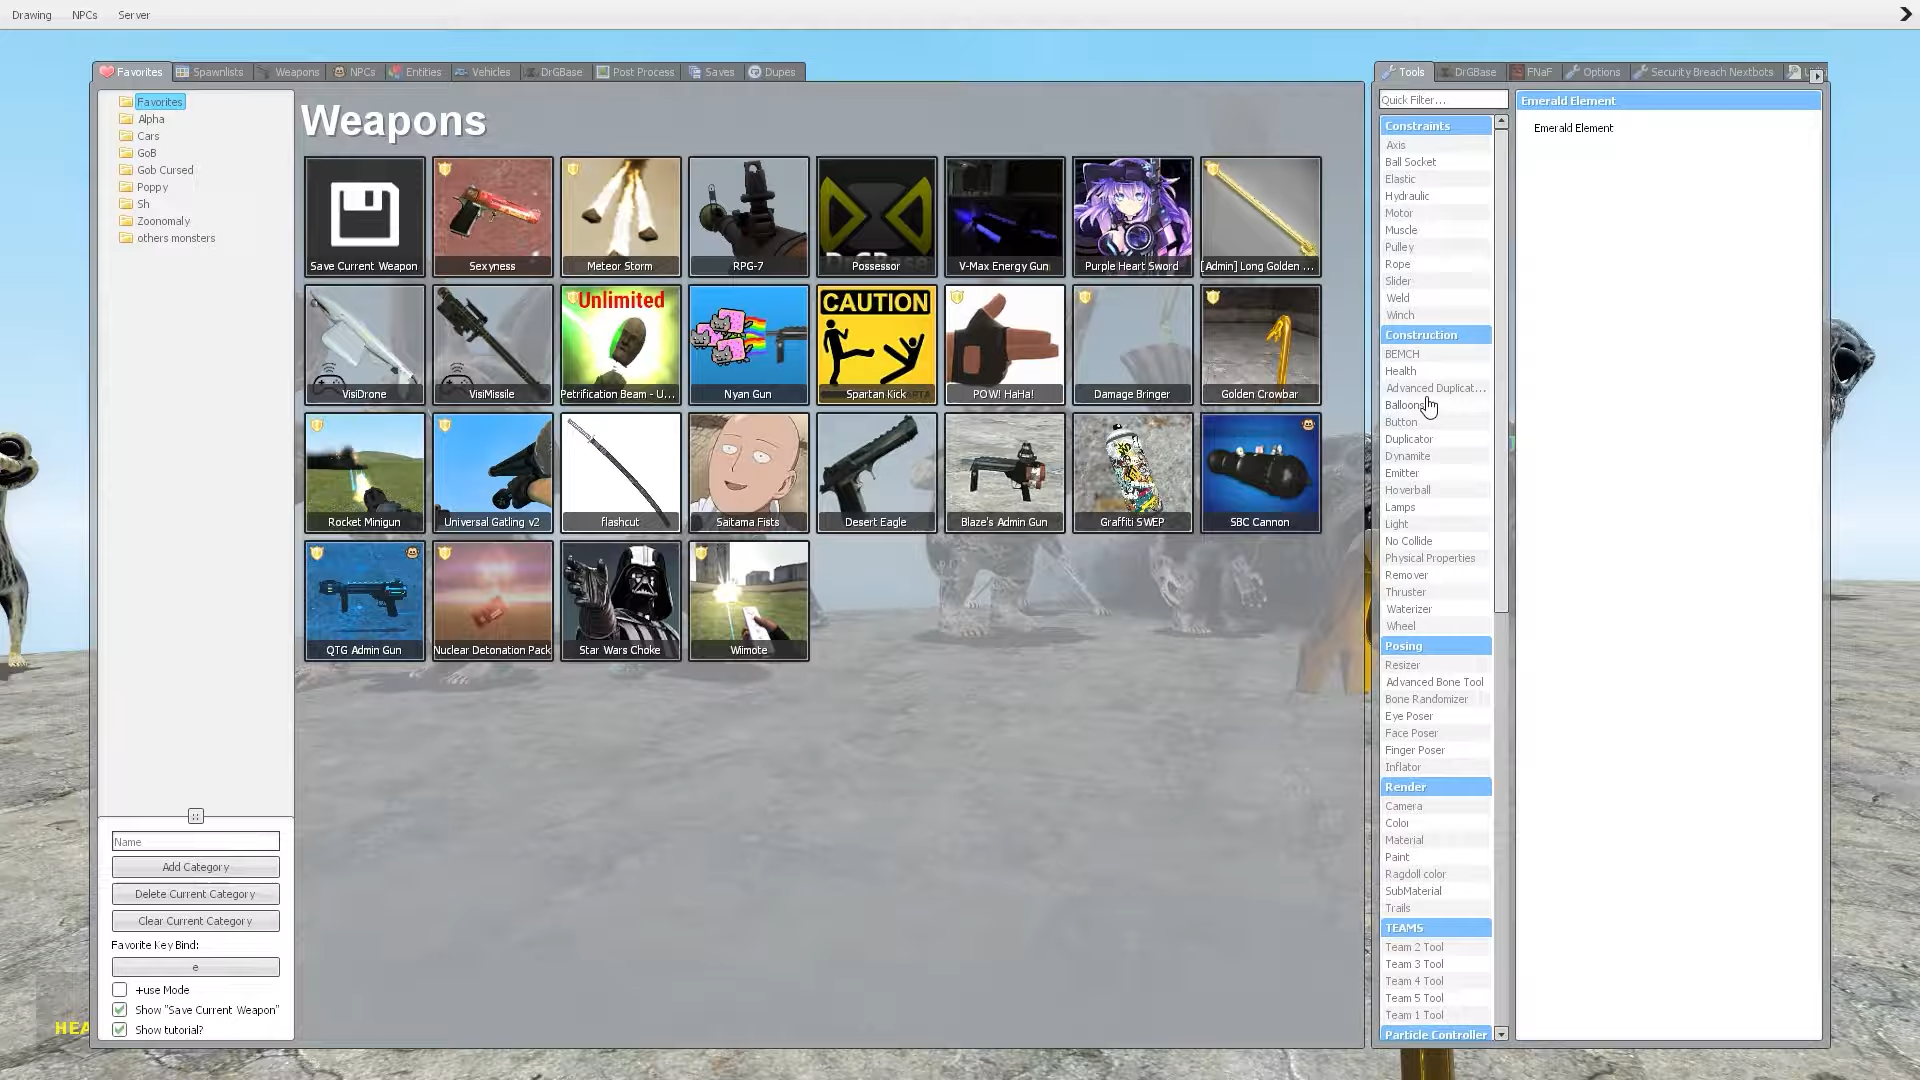 Drawing NPCs Server
Favorites Spawnlists Weapons NPCs Entities Vehicles DrGBase Post Process Saves Dupes
Tools DrGBase FNaF Options Security Breach Nextbots
Favorites
Alpha
Cars
GoB
Gob Cursed
Poppy
Sh
Zoonomaly
others monsters
Name
Add Category
Delete Current Category
Clear Current Category
Favorite Key Bind:
e
+use Mode
Show "Save Current Weapon"
Show tutorial?
HEA
Weapons
Save Current Weapon
Sexyness
Meteor Storm
RPG-7
Possessor
V-Max Energy Gun
Purple Heart Sword
[Admin] Long Golden ...
VisiDrone
VisiMissile
Unlimited
Petrification Beam - U...
Nyan Gun
CAUTION
Spartan Kick
POW! HaHa!
Damage Bringer
Golden Crowbar
Rocket Minigun
Universal Gatling v2
flashcut
Saitama Fists
Desert Eagle
Blaze's Admin Gun
Graffiti SWEP
SBC Cannon
QTG Admin Gun
Nuclear Detonation Pack
Star Wars Choke
Wiimote
Quick Filter...
Constraints
Axis
Ball Socket
Elastic
Hydraulic
Motor
Muscle
Pulley
Rope
Slider
Weld
Winch
Construction
BEMCH
Health
Advanced Duplicat...
Balloons
Button
Duplicator
Dynamite
Emitter
Hoverball
Lamps
Light
No Collide
Physical Properties
Remover
Thruster
Waterizer
Wheel
Posing
Resizer
Advanced Bone Tool
Bone Randomizer
Eye Poser
Face Poser
Finger Poser
Inflator
Render
Camera
Color
Material
Paint
Ragdoll color
SubMaterial
Trails
TEAMS
Team 2 Tool
Team 3 Tool
Team 4 Tool
Team 5 Tool
Team 1 Tool
Particle Controller
Emerald Element
Emerald Element